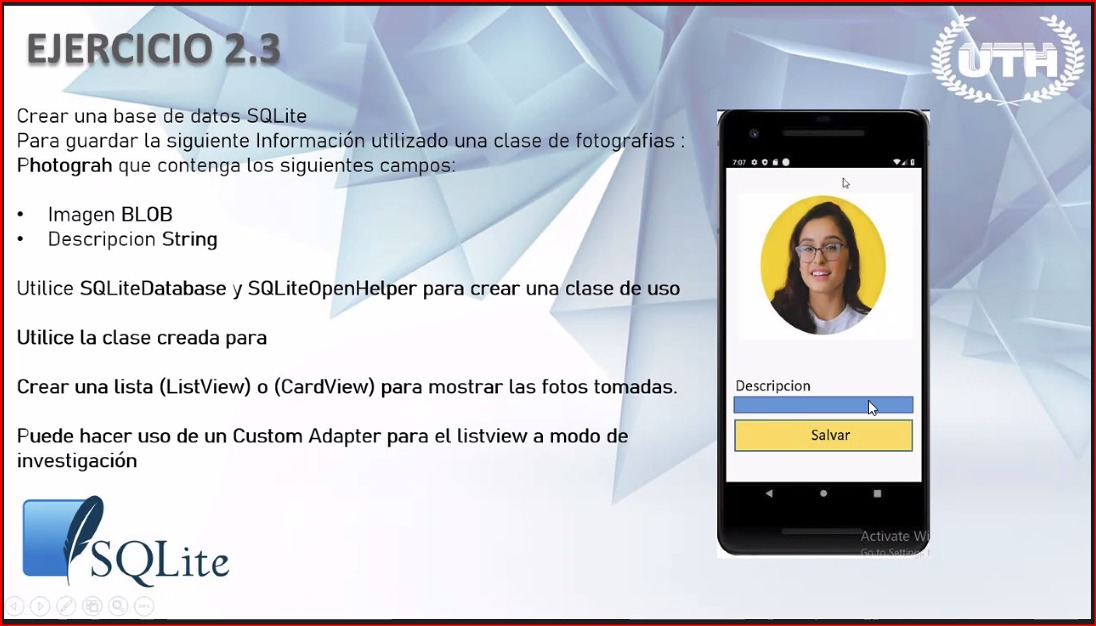 EJERCICIO 2.3
UTH
Crear una base de datos SQLite
Para guardar la siguiente Información utilizado una clase de fotografias :
Photograh que contenga los siguientes campos:
• Imagen BLOB
• Descripcion String
Utilice SQLiteDatabase y SQLiteOpenHelper para crear una clase de uso
Utilice la clase creada para
Crear una lista (ListView) o (CardView) para mostrar las fotos tomadas.
Puede hacer uso de un Custom Adapter para el listview a modo de
investigación
SQLite
7:07
Descripcion
Salvar
Activate Wi
Go to Settings t